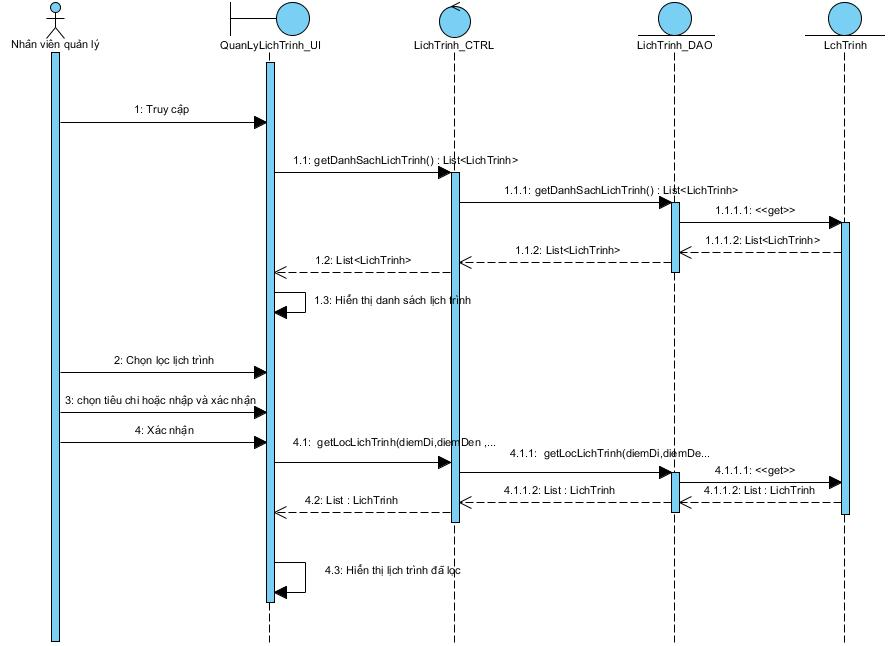 Nhân viên quản lý
QuanLyLichTrinh_UI
LichTrinh_CTRL
LichTrinh_DAO
LchTrinh
1: Truy cập
1.1: getDanhSachLichTrinh() : List<LichTrinh>
1.1.1: getDanhSachLichTrinh() : List<LichTrinh>
1.1.1.1: <<get>>
1.1.1.2: List<LichTrinh>
1.1.2: List<LichTrinh>
1.2: List<LichTrinh>
1.3: Hiển thị danh sách lịch trình
2: Chọn lọc lịch trình
3: chọn tiêu chi hoặc nhập và xác nhận
4: Xác nhận
4.1: getLocLichTrinh(diemDi,diemDen ,...
4.1.1: getLocLichTrinh(diemDi,diemDe...
4.1.1.1: <<get>>
4.1.1.2: List : LichTrinh
4.1.1.2: List : LichTrinh
4.2: List : LichTrinh
4.3: Hiển thị lịch trình đã lọc